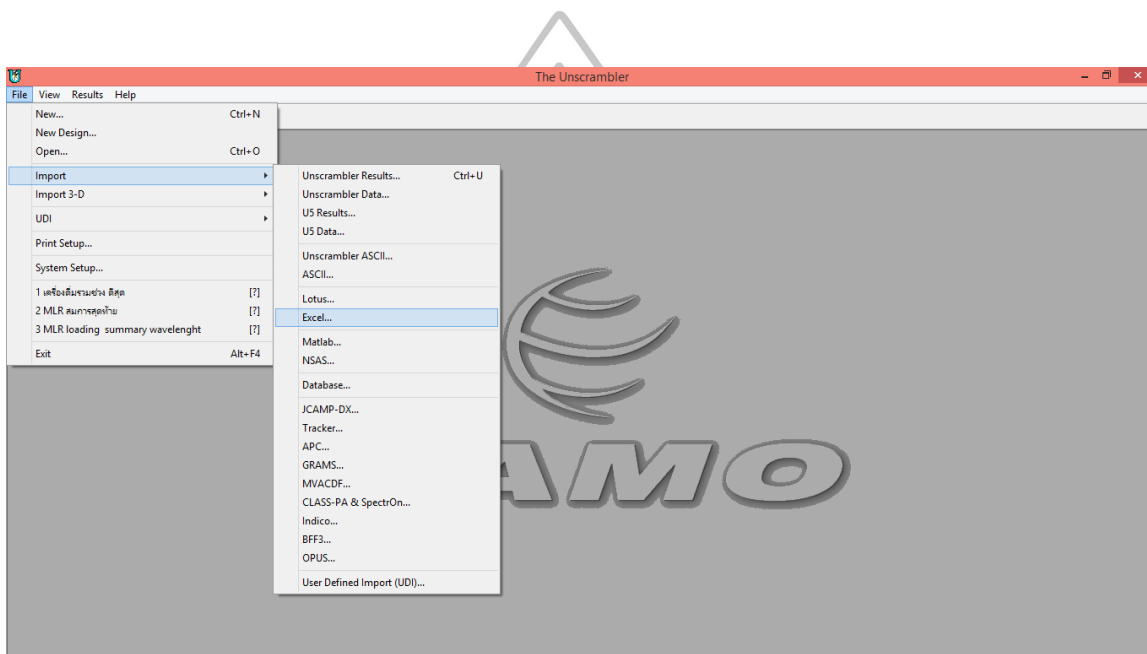 The Unscrambler
File View Results Help
New... Ctrl+N
New Design...
Open... Ctrl+O
Import
Import 3-D
UDI
Print Setup...
System Setup...
1 เครื่องดื่มรวมช่วง ดีสุด [?]
2 MLR สมการสุดท้าย [?]
3 MLR loading summary wavelenght [?]
Exit Alt+F4
Unscrambler Results... Ctrl+U
Unscrambler Data...
U5 Results...
U5 Data...
Unscrambler ASCII...
ASCII...
Lotus...
Excel...
Matlab...
NSAS...
Database...
JCAMP-DX...
Tracker...
APC...
GRAMS...
MVACDF...
CLASS-PA & SpectrOn...
Indico...
BFF3...
OPUS...
User Defined Import (UDI)...
AMO